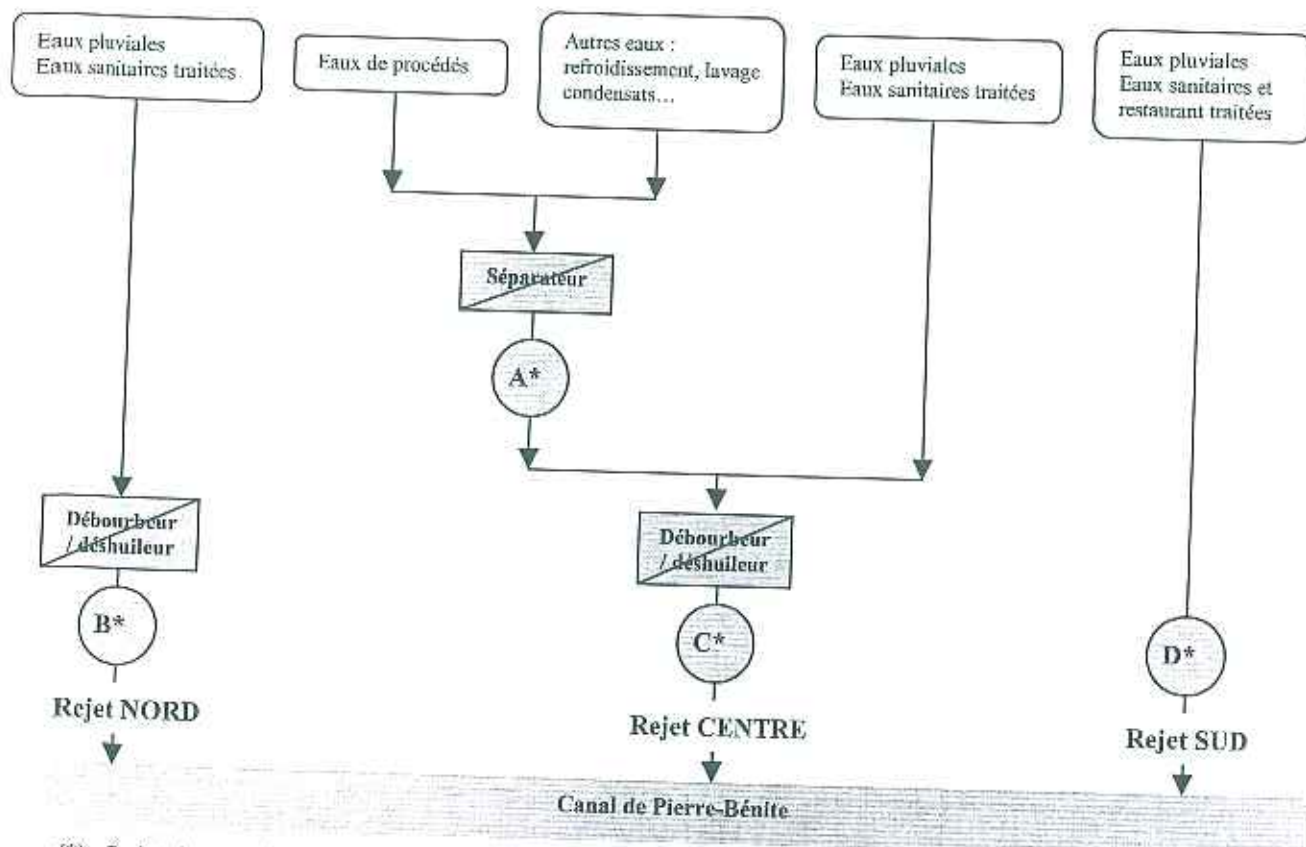 Eaux pluviales
Eaux sanitaires traitées
Eaux de procédés
Autres eaux :
refroidissement, lavage
condensats…
Eaux pluviales
Eaux sanitaires traitées
Eaux pluviales
Eaux sanitaires et
restaurant traitées
Séparateur
A*
Débourbeur
/ déshuileur
B*
Rejet NORD
Débourbeur
/ déshuileur
C*
Rejet CENTRE
D*
Rejet SUD
Canal de Pierre-Bénite